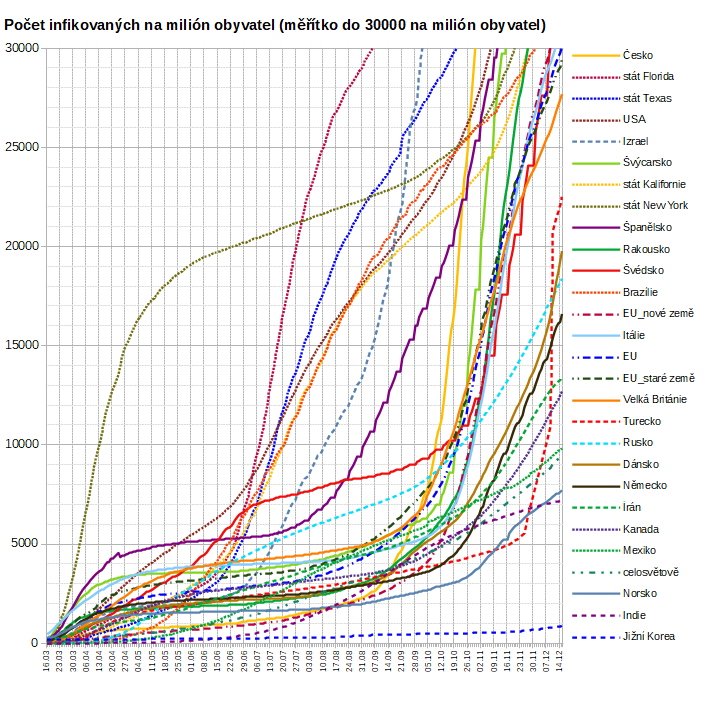 Počet infikovaných na milión obyvatel (měřítko do 30000 na milión obyvatel)
30000
25000
20000
15000
10000
5000
0
16.03
23.03
30.03
06.04
13.04
20.04
27.04
04.05
11.05
18.05
25.05
01.06
08.06
15.06
22.06
29.06
06.07
13.07
20.07
27.07
03.08
10.08
17.08
24.08
31.08
07.09
14.09
21.09
28.09
05.10
12.10
19.10
26.10
02.11
09.11
16.11
23.11
30.11
07.12
14.12
Česko
stát Florida
stát Texas
USA
Izrael
Švýcarsko
stát Kalifornie
stát New York
Španělsko
Rakousko
Švédsko
Brazílie
EU_nové země
Itálie
EU
EU_staré země
Velká Británie
Turecko
Rusko
Dánsko
Německo
Irán
Kanada
Mexiko
celosvětově
Norsko
Indie
Jižní Korea